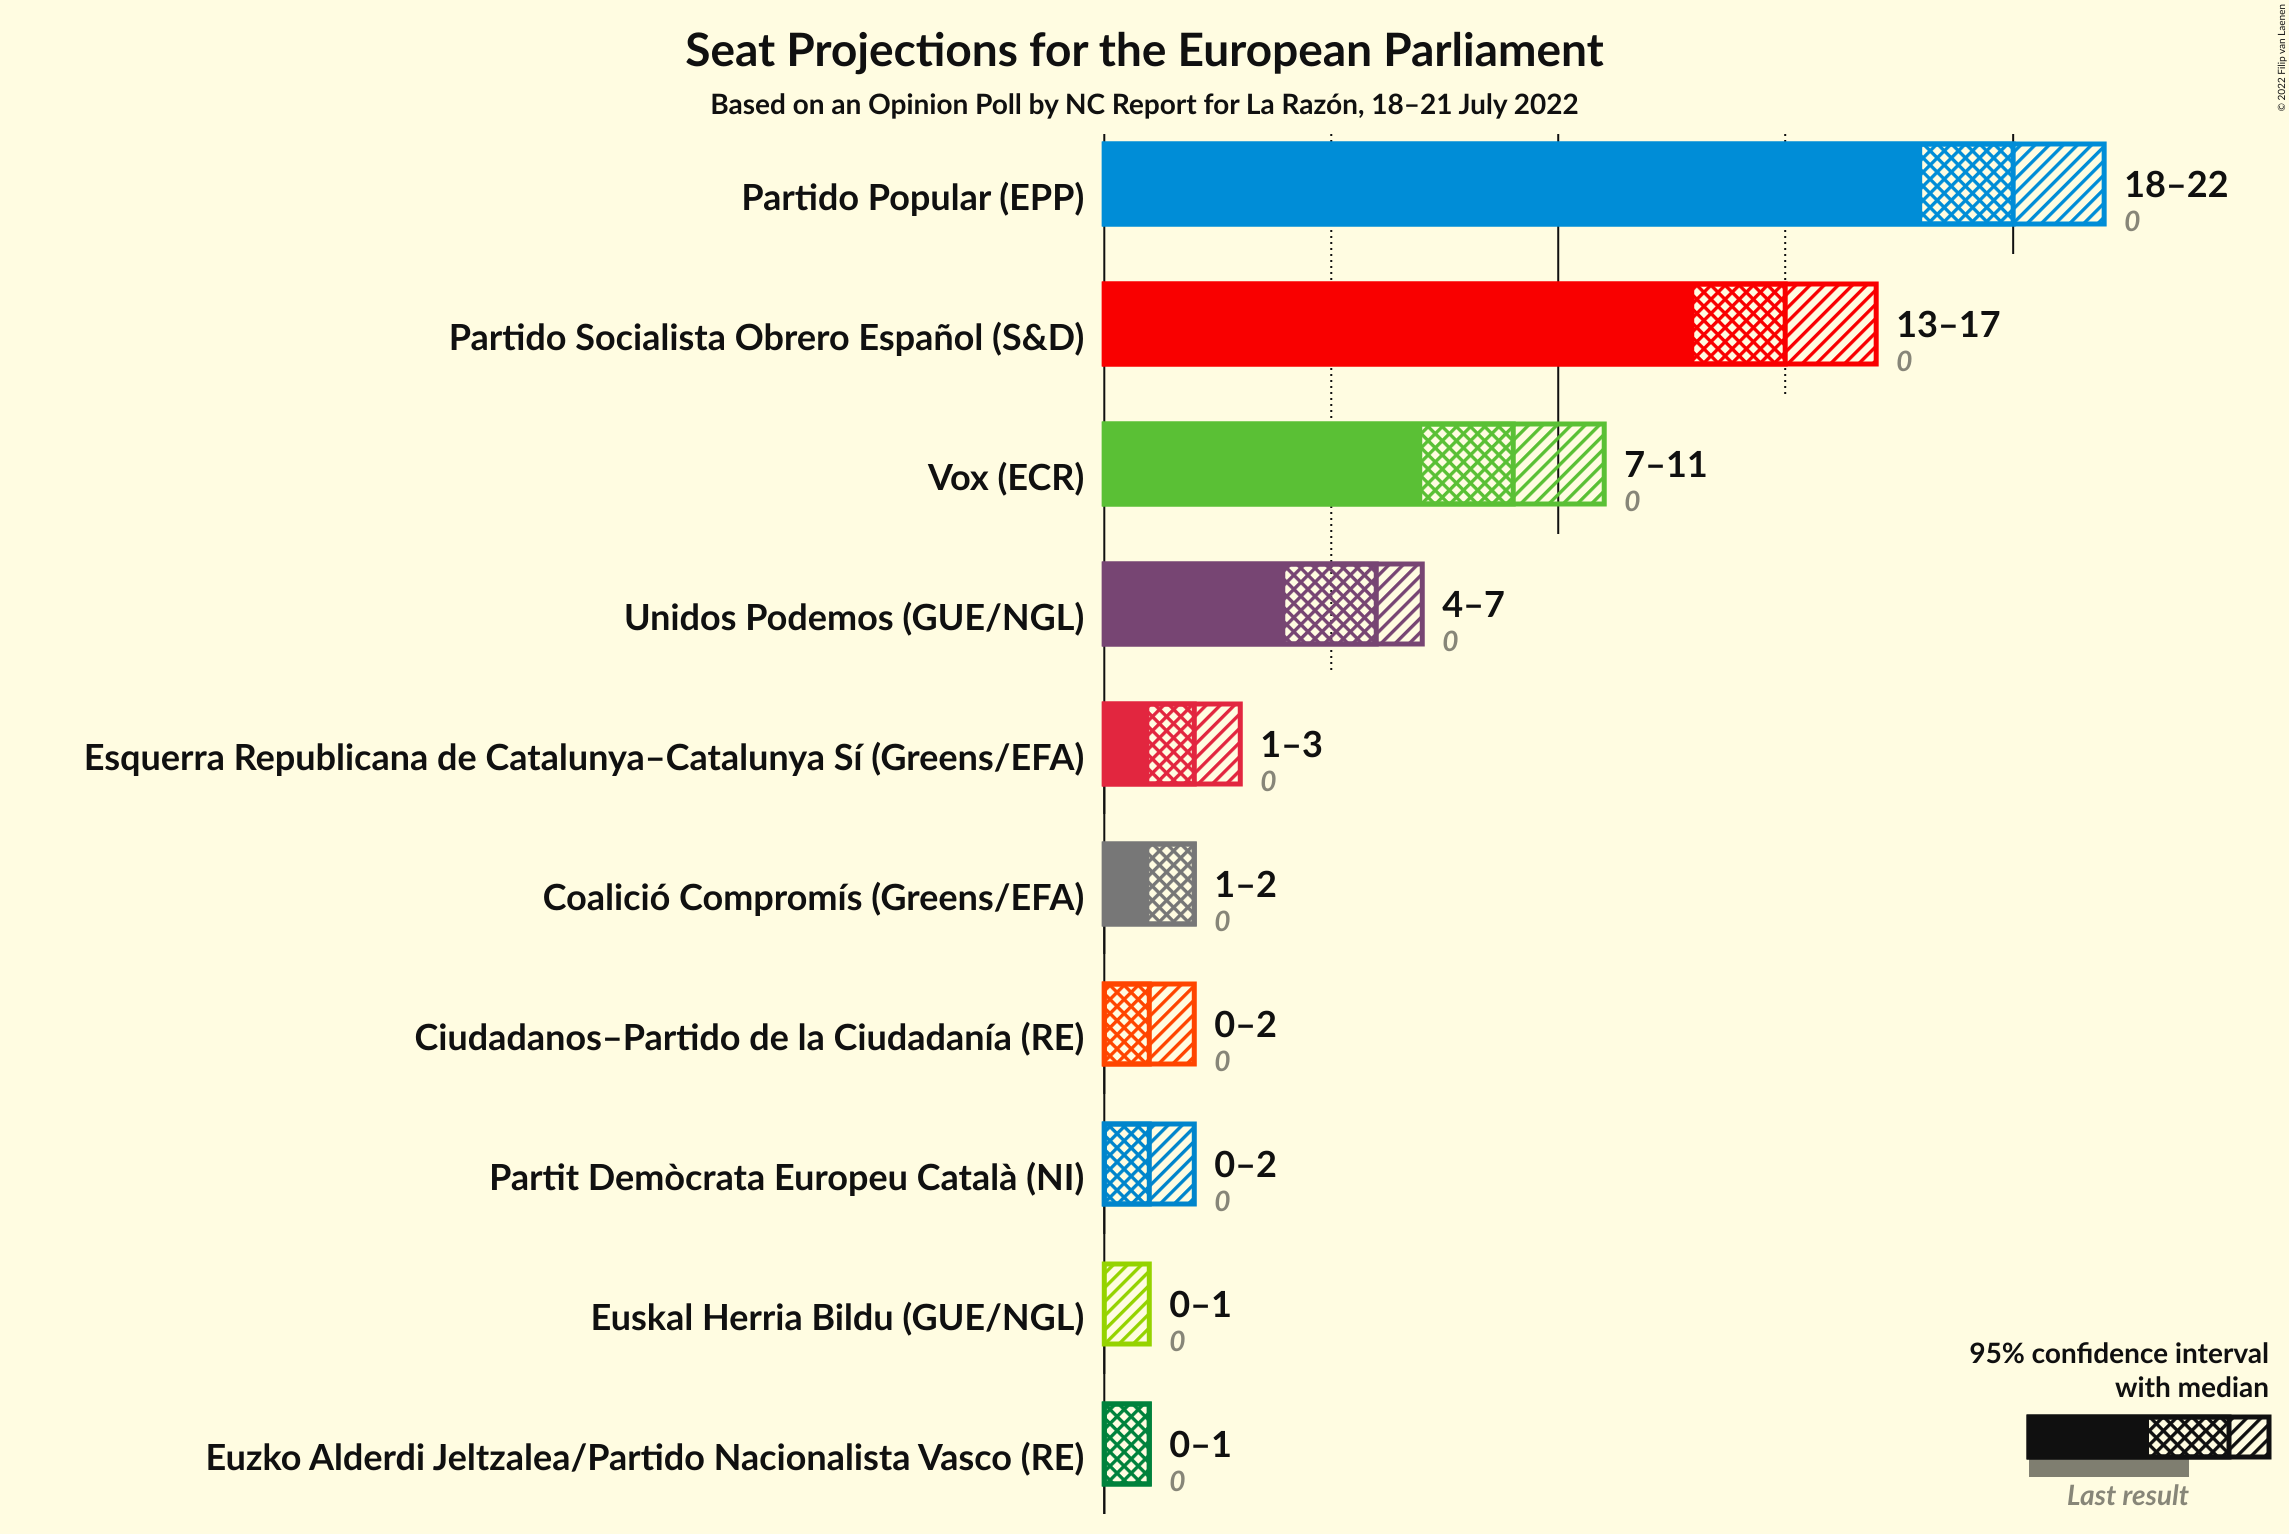 Seat Projections for the European Parliament
Based on an Opinion Poll by NC Report for La Razón, 18–21 July 2022
© 2022 Filip van Laenen
Partido Popular (EPP)
18–22
0
Partido Socialista Obrero Español (S&D)
13–17
0
Vox (ECR)
7–11
0
Unidos Podemos (GUE/NGL)
4–7
0
Esquerra Republicana de Catalunya–Catalunya Sí (Greens/EFA)
1–3
0
Coalició Compromís (Greens/EFA)
1–2
0
Ciudadanos–Partido de la Ciudadanía (RE)
0–2
0
Partit Demòcrata Europeu Català (NI)
0–2
0
Euskal Herria Bildu (GUE/NGL)
0–1
0
Euzko Alderdi Jeltzalea/Partido Nacionalista Vasco (RE)
0–1
0
95% confidence interval
with median
Last result